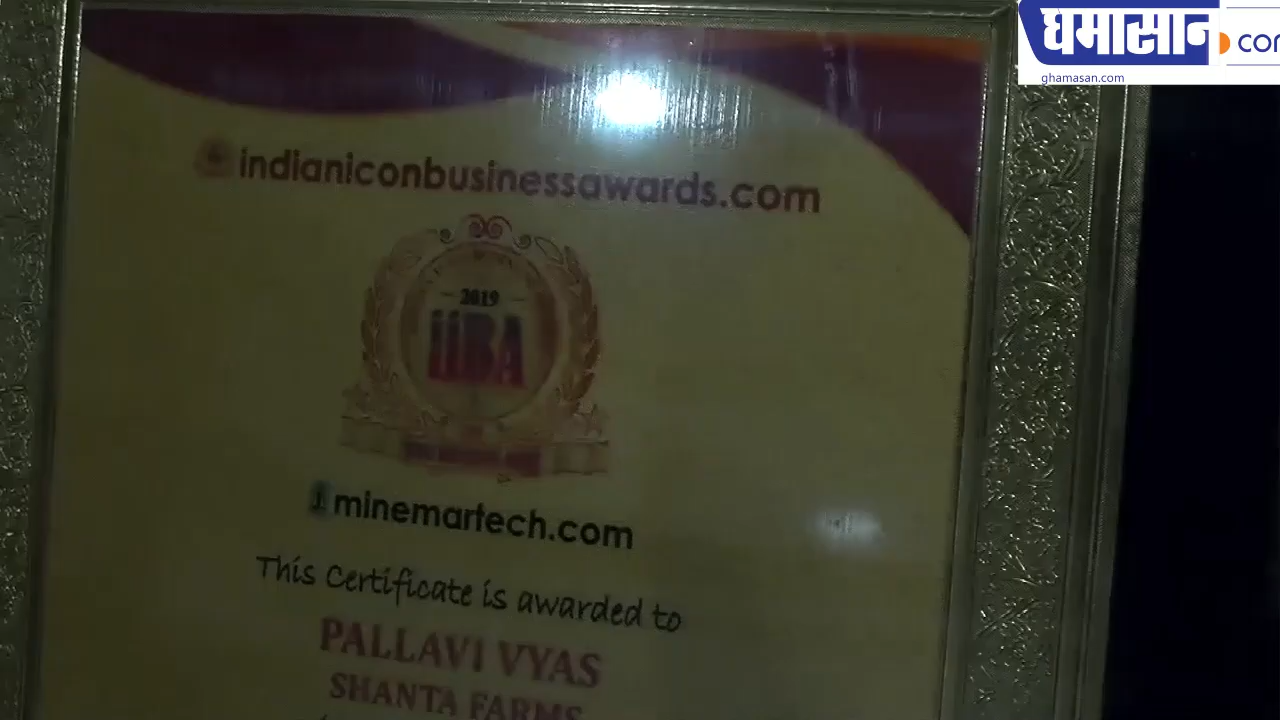 घमासान
.com
ghamasan.com
indianiconbusinessawards.com
2019
iiBA
minemartech.com
This Certificate is awarded to
PALLAVI VYAS
SHANTA FARMS